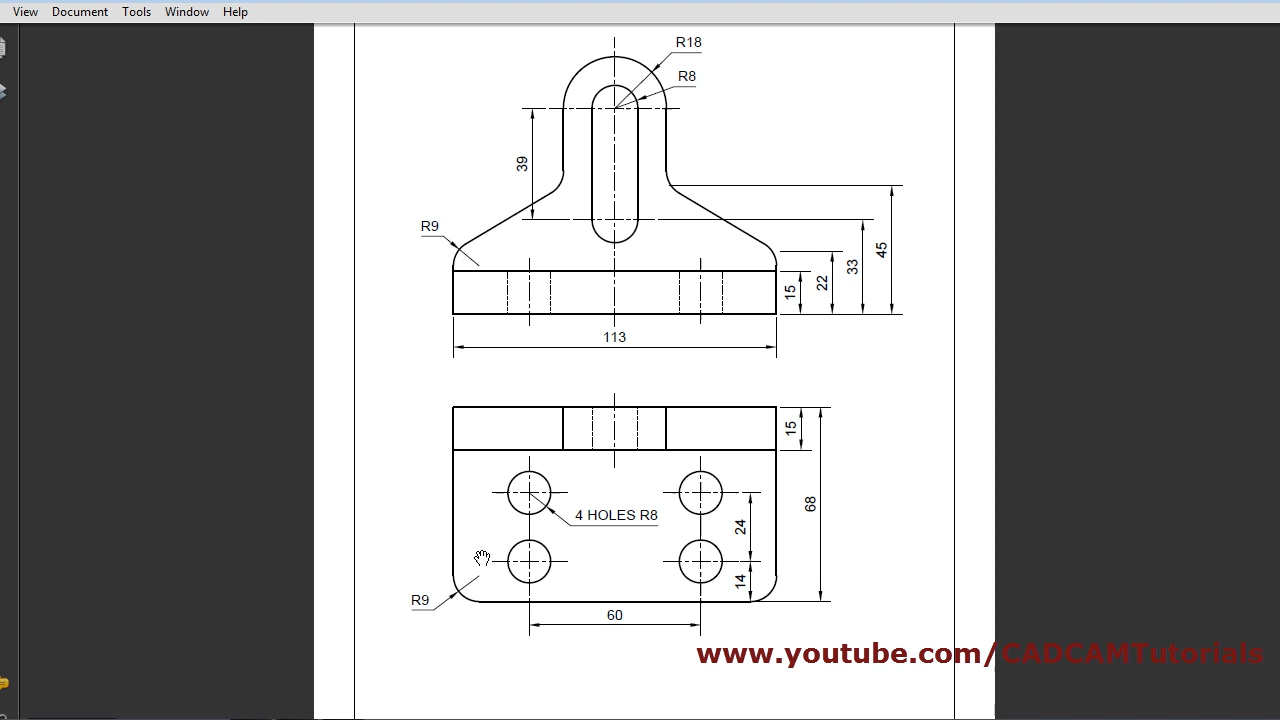 View Document Tools Window Help
R18
R8
39
R9
45
33
22
15
113
15
68
4 HOLES R8
24
14
R9
60
www.youtube.com/CADCAMTutorials